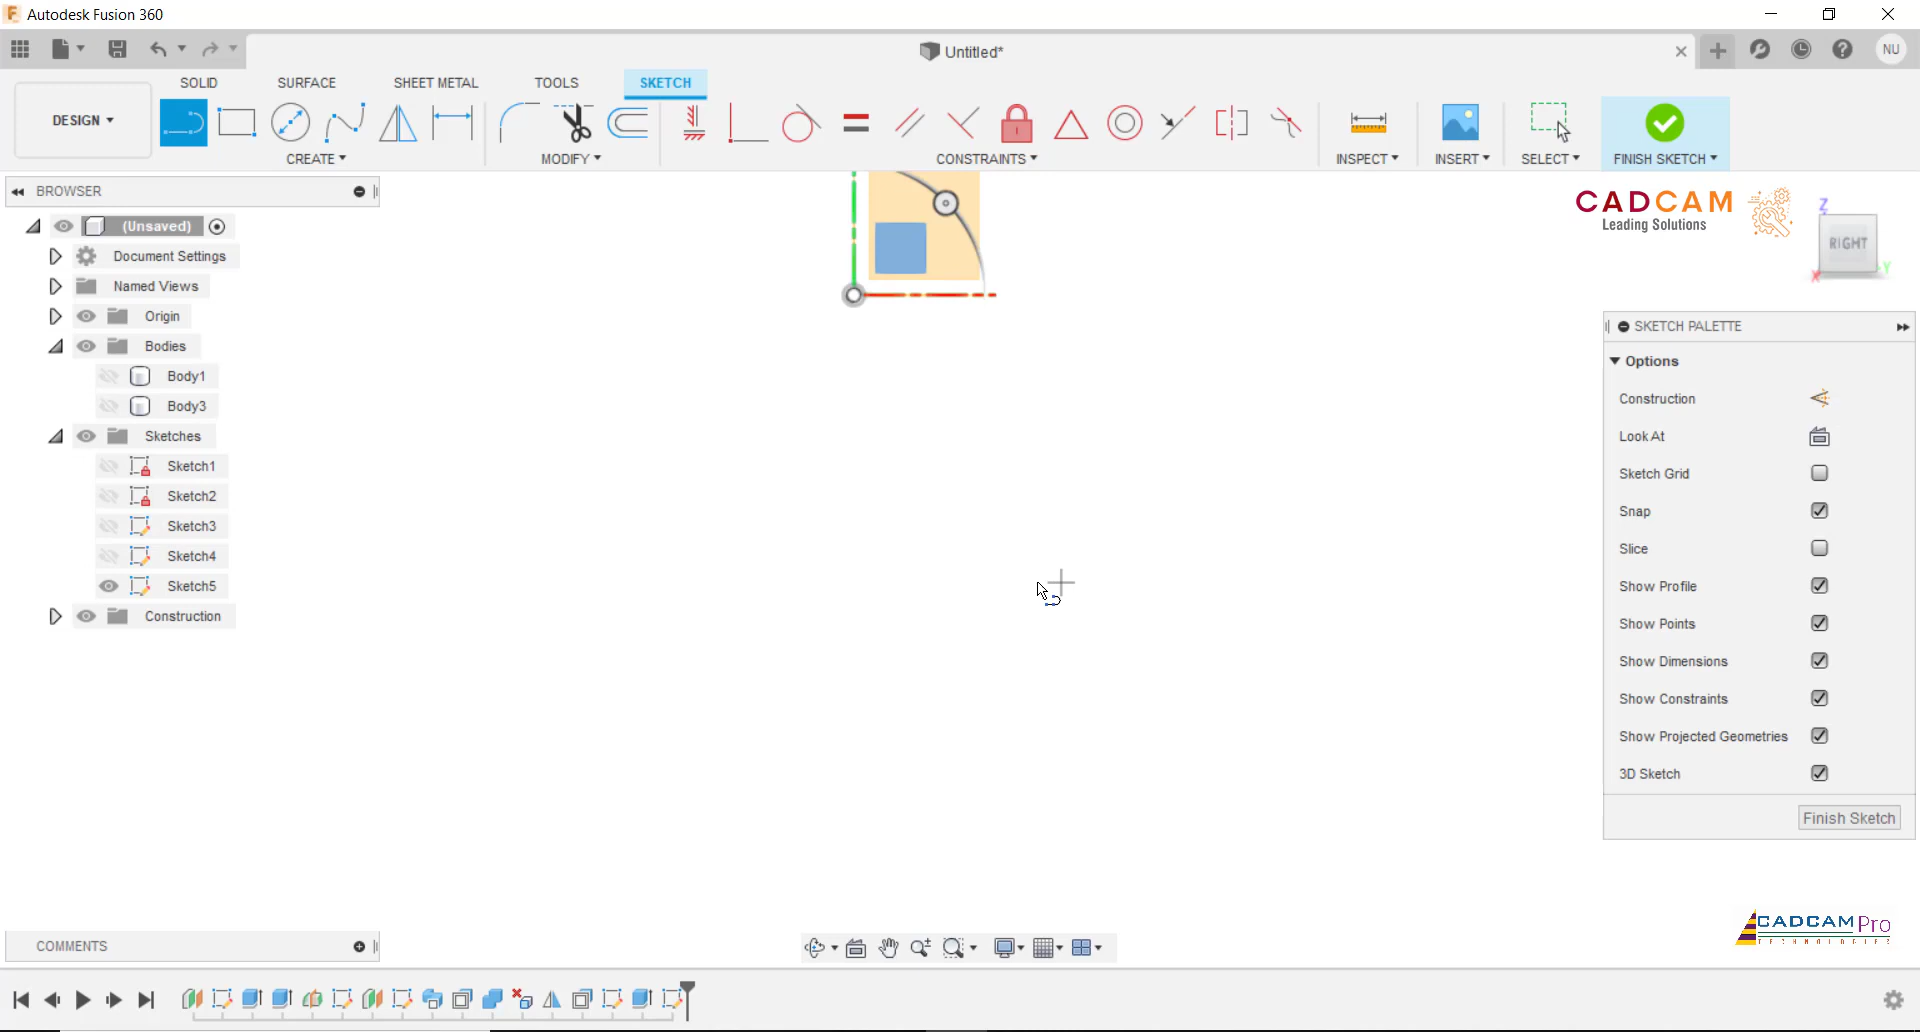 Autodesk Fusion 360
Untitled*
NU
SOLID
SURFACE
SHEET METAL
TOOLS
SKETCH
DESIGN
CREATE
MODIFY
CONSTRAINTS
INSPECT
INSERT
SELECT
FINISH SKETCH
BROWSER
(Unsaved)
Document Settings
Named Views
Origin
Bodies
Body1
Body3
Sketches
Sketch1
Sketch2
Sketch3
Sketch4
Sketch5
Construction
CADCAM
Leading Solutions
Z
RIGHT
X
Y
SKETCH PALETTE
Options
Construction
Look At
Sketch Grid
Snap
Slice
Show Profile
Show Points
Show Dimensions
Show Constraints
Show Projected Geometries
3D Sketch
Finish Sketch
CADCAM Pro
TECHNOLOGIES
COMMENTS